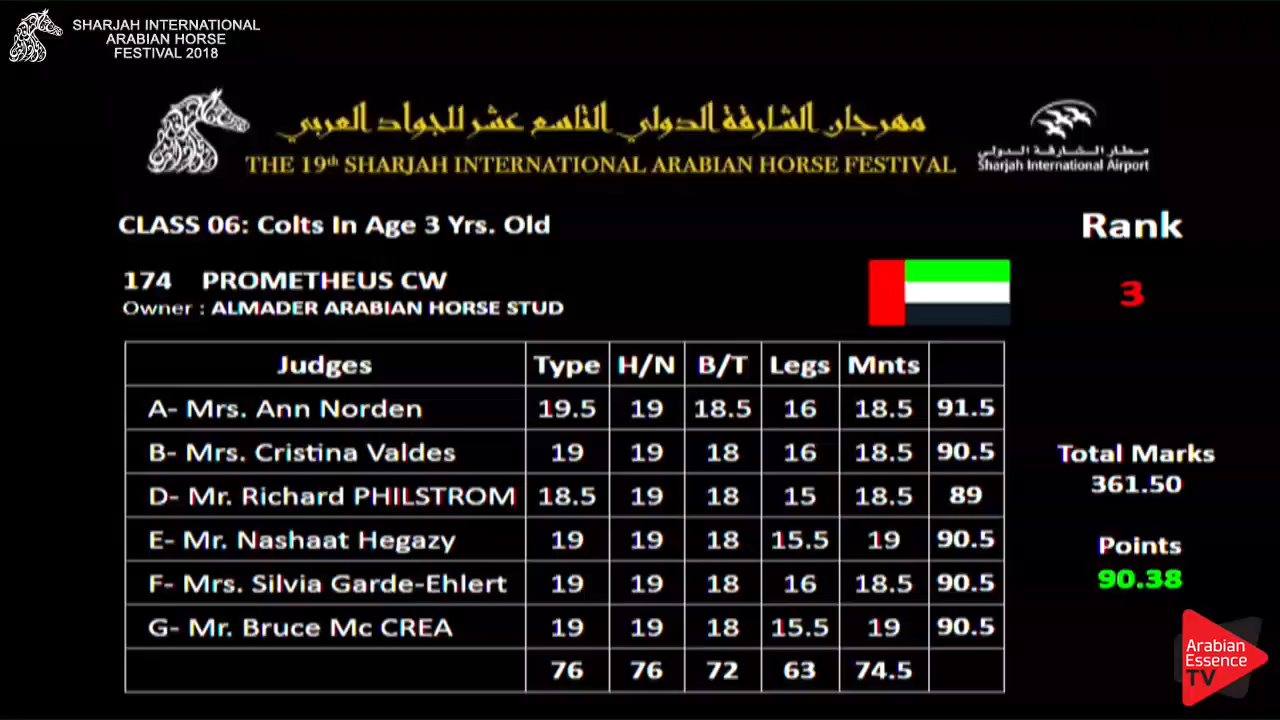 SHARJAH INTERNATIONAL
ARABIAN HORSE
FESTIVAL 2018
مهرجان الشارقة الدولي التاسع عشر للجواد العربي
THE 19th SHARJAH INTERNATIONAL ARABIAN HORSE FESTIVAL
مطار الشارقة الدولي
Sharjah International Airport
CLASS 06: Colts In Age 3 Yrs. Old
Rank
174 PROMETHEUS CW
3
Owner : ALMADER ARABIAN HORSE STUD
Judges Type H/N B/T Legs Mnts
A- Mrs. Ann Norden 19.5 19 18.5 16 18.5 91.5
B- Mrs. Cristina Valdes 19 19 18 16 18.5 90.5
Total Marks
D- Mr. Richard PHILSTROM 18.5 19 18 15 18.5 89
361.50
E- Mr. Nashaat Hegazy 19 19 18 15.5 19 90.5
Points
F- Mrs. Silvia Garde-Ehlert 19 19 18 16 18.5 90.5
90.38
G- Mr. Bruce Mc CREA 19 19 18 15.5 19 90.5
76 76 72 63 74.5
Arabian
Essence
TV